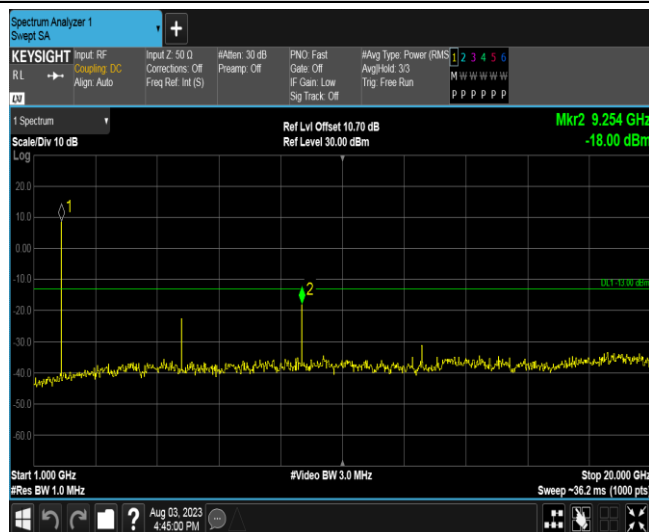 Spectrum Analyzer 1
Swept SA
+
KEYSIGHT Input: RF Input Z: 50 Ω #Atten: 30 dB PNO: Fast #Avg Type: Power (RMS 1 2 3 4 5 6
RL Coupling: DC Corrections: Off Preamp: Off Gate: Off Avg|Hold: 3/3 M W W W W W
Align: Auto Freq Ref: Int (S) IF Gain: Low Trig: Free Run
LXI Sig Track: Off P P P P P P
1 Spectrum Ref Lvl Offset 10.70 dB Mkr2 9.254 GHz
Scale/Div 10 dB Ref Level 30.00 dBm -18.00 dBm
Log
20.0
1
10.0
0.00
-10.0
DL1 -13.00 dBm
2
-20.0
-30.0
-40.0
-50.0
-60.0
Start 1.000 GHz #Video BW 3.0 MHz Stop 20.000 GHz
#Res BW 1.0 MHz Sweep ~36.2 ms (1000 pts)
? Aug 03, 2023
4:45:00 PM